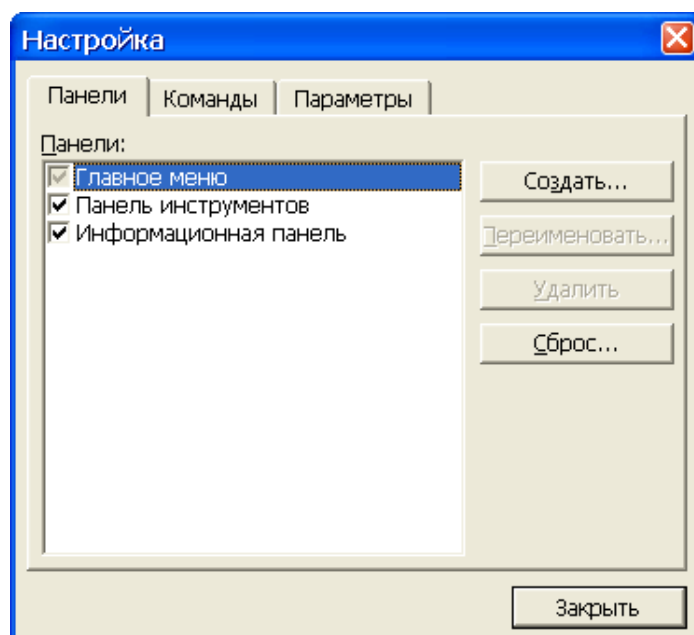 Настройка
Панели
Команды
Параметры
Панели:
Главное меню
Панель инструментов
Информационная панель
Создать...
Переименовать...
Удалить
Сброс...
Закрыть